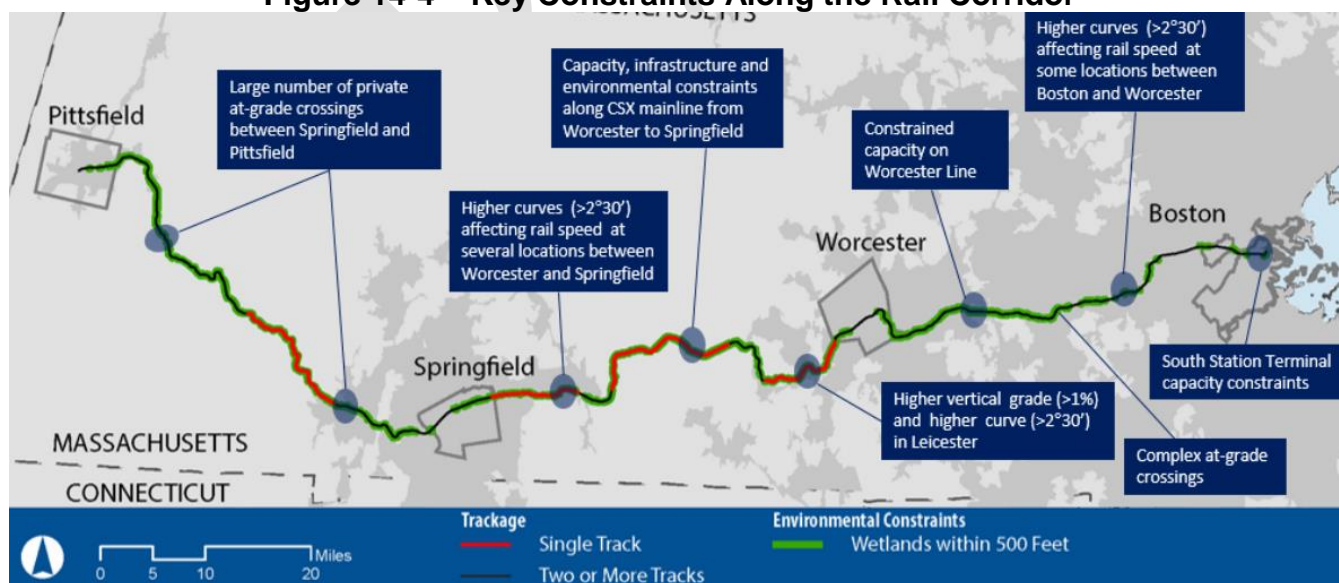 Figure 14-4 – Key Constraints Along the Rail Corridor
MASSACHUSETTS
Pittsfield
Large number of private
at-grade crossings
between Springfield and
Pittsfield
Capacity, infrastructure and
environmental constraints
along CSX mainline from
Worcester to Springfield
Higher curves (>2°30’)
affecting rail speed at
some locations between
Boston and Worcester
Constrained
capacity on
Worcester Line
Higher curves (>2°30’)
affecting rail speed at
several locations between
Worcester and Springfield
Worcester
Boston
Springfield
South Station Terminal
capacity constraints
Higher vertical grade (>1%)
and higher curve (>2°30’)
in Leicester
Complex at-grade
crossings
MASSACHUSETTS
CONNECTICUT
Trackage
Single Track
Two or More Tracks
Environmental Constraints
Wetlands within 500 Feet
Miles
0 5 10 20